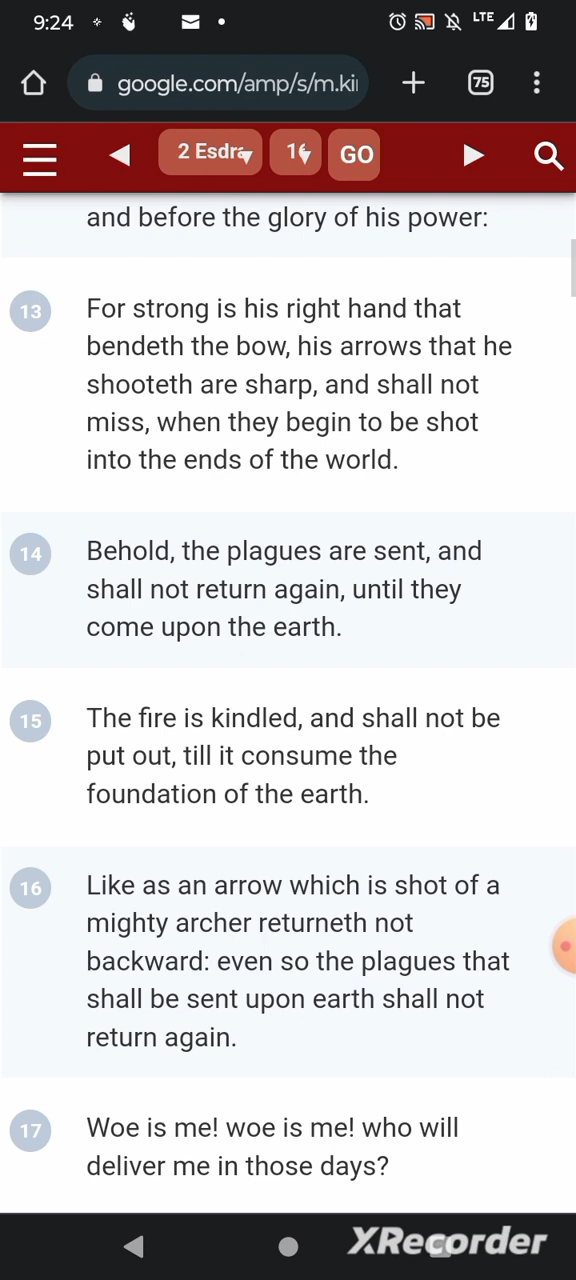 9:24
LTE
google.com/amp/s/m.ki
75
2 Esdra
16
GO
and before the glory of his power:
13
For strong is his right hand that
bendeth the bow, his arrows that he
shooteth are sharp, and shall not
miss, when they begin to be shot
into the ends of the world.
14
Behold, the plagues are sent, and
shall not return again, until they
come upon the earth.
15
The fire is kindled, and shall not be
put out, till it consume the
foundation of the earth.
16
Like as an arrow which is shot of a
mighty archer returneth not
backward: even so the plagues that
shall be sent upon earth shall not
return again.
17
Woe is me! woe is me! who will
deliver me in those days?
XRecorder